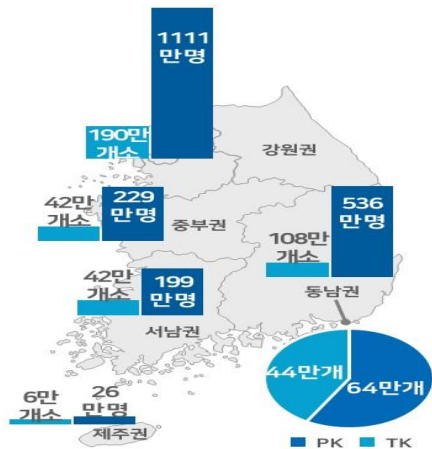 1111
만명
190만
개소
강원권
42만
개소
229
만명
중부권
536
만명
108만
개소
42만
개소
199
만명
동남권
서남권
44만개
64만개
6만
개소
26
만명
제주권
PK
TK